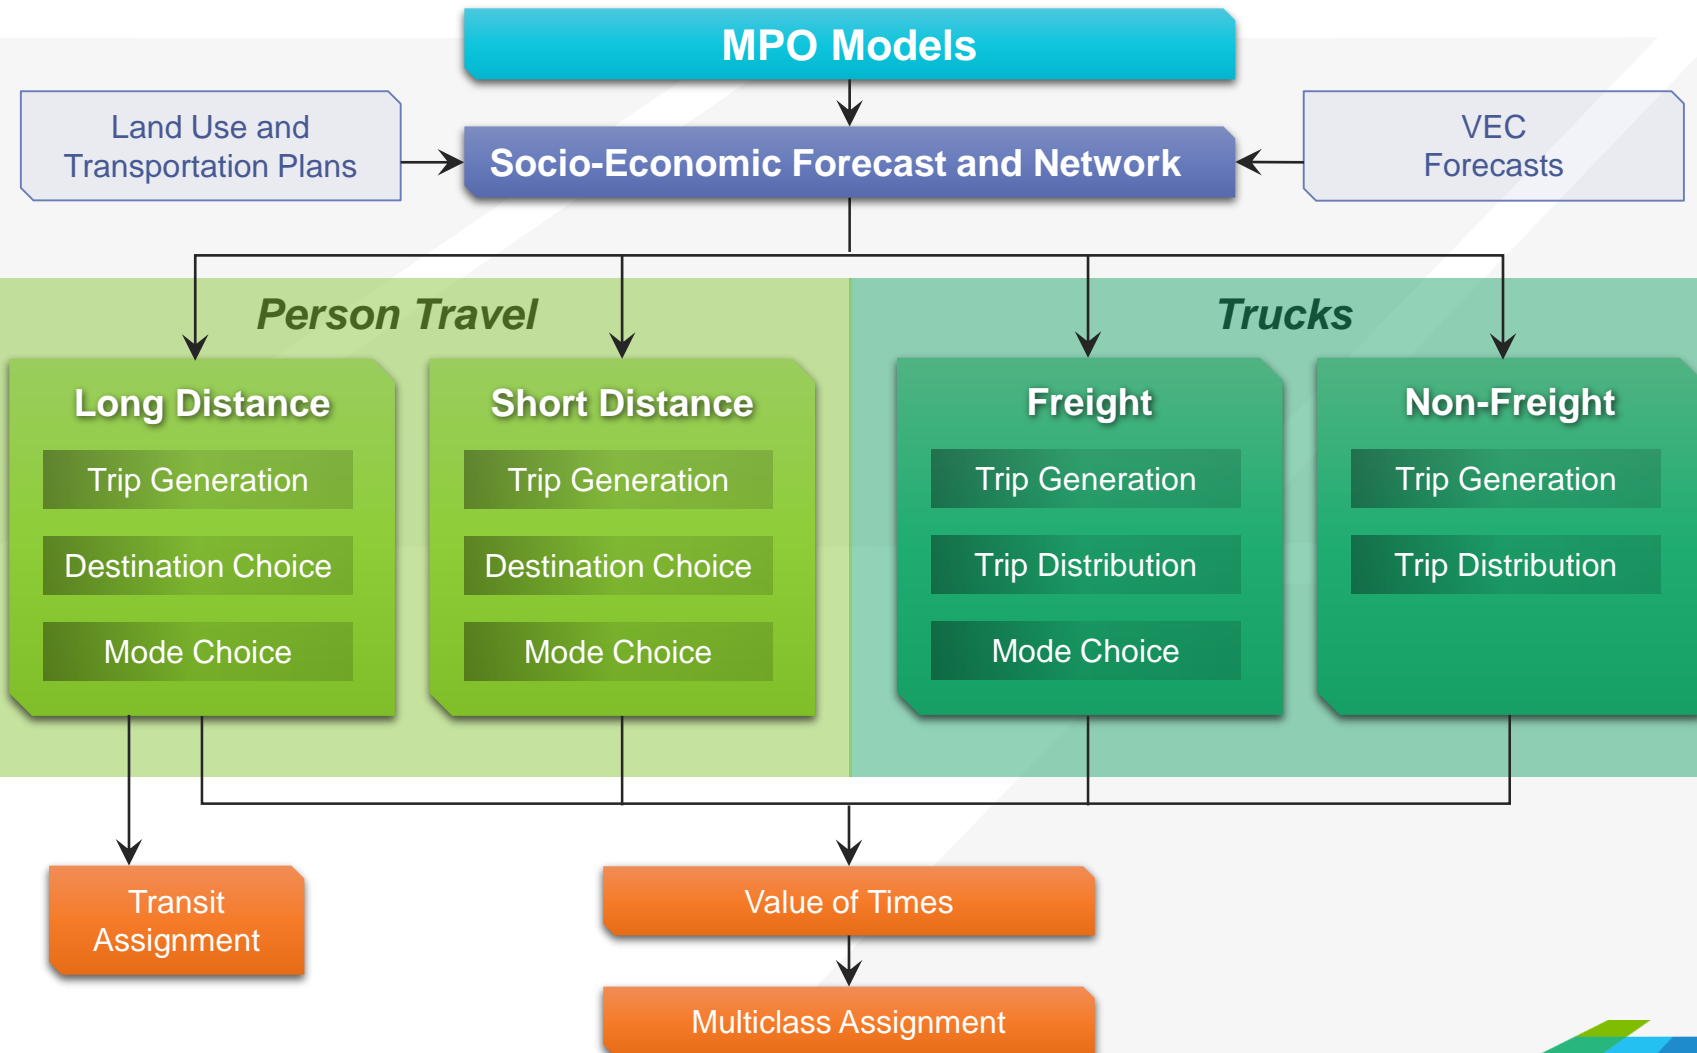 MPO Models
Land Use and
Transportation Plans
Socio-Economic Forecast and Network
VEC
Forecasts
Person Travel
Trucks
Long Distance
Trip Generation
Destination Choice
Mode Choice
Short Distance
Trip Generation
Destination Choice
Mode Choice
Freight
Trip Generation
Trip Distribution
Mode Choice
Non-Freight
Trip Generation
Trip Distribution
Transit
Assignment
Value of Times
Multiclass Assignment